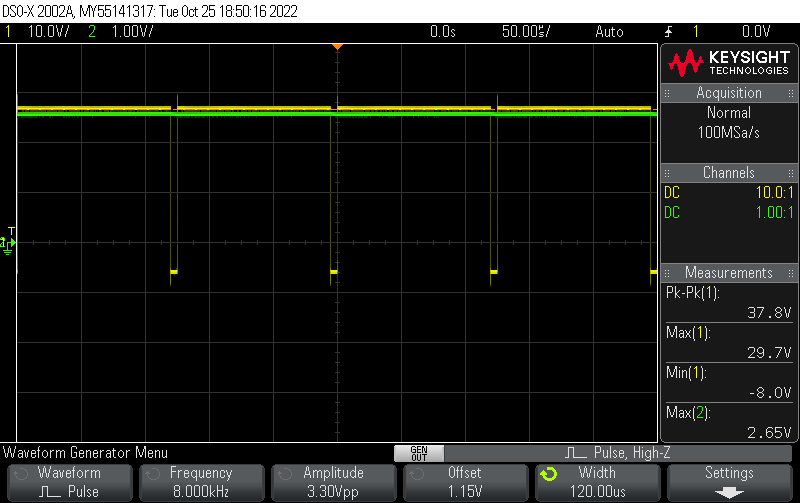 DSO-X 2002A, MY55141317: Tue Oct 25 18:50:16 2022
1 10.0V/ 2 1.00V/ 0.0s 50.00us/ Auto 1 0.0V
KEYSIGHT
TECHNOLOGIES
Acquisition
Normal
100MSa/s
Channels
DC 10.0:1
DC 1.00:1
Measurements
Pk-Pk(1):
37.8V
Max(1):
29.7V
Min(1):
-8.0V
Max(2):
2.65V
T
2
Waveform Generator Menu
GEN
OUT
Pulse, High-Z
Waveform
Pulse
Frequency
8.000kHz
Amplitude
3.30Vpp
Offset
1.15V
Width
120.00us
Settings